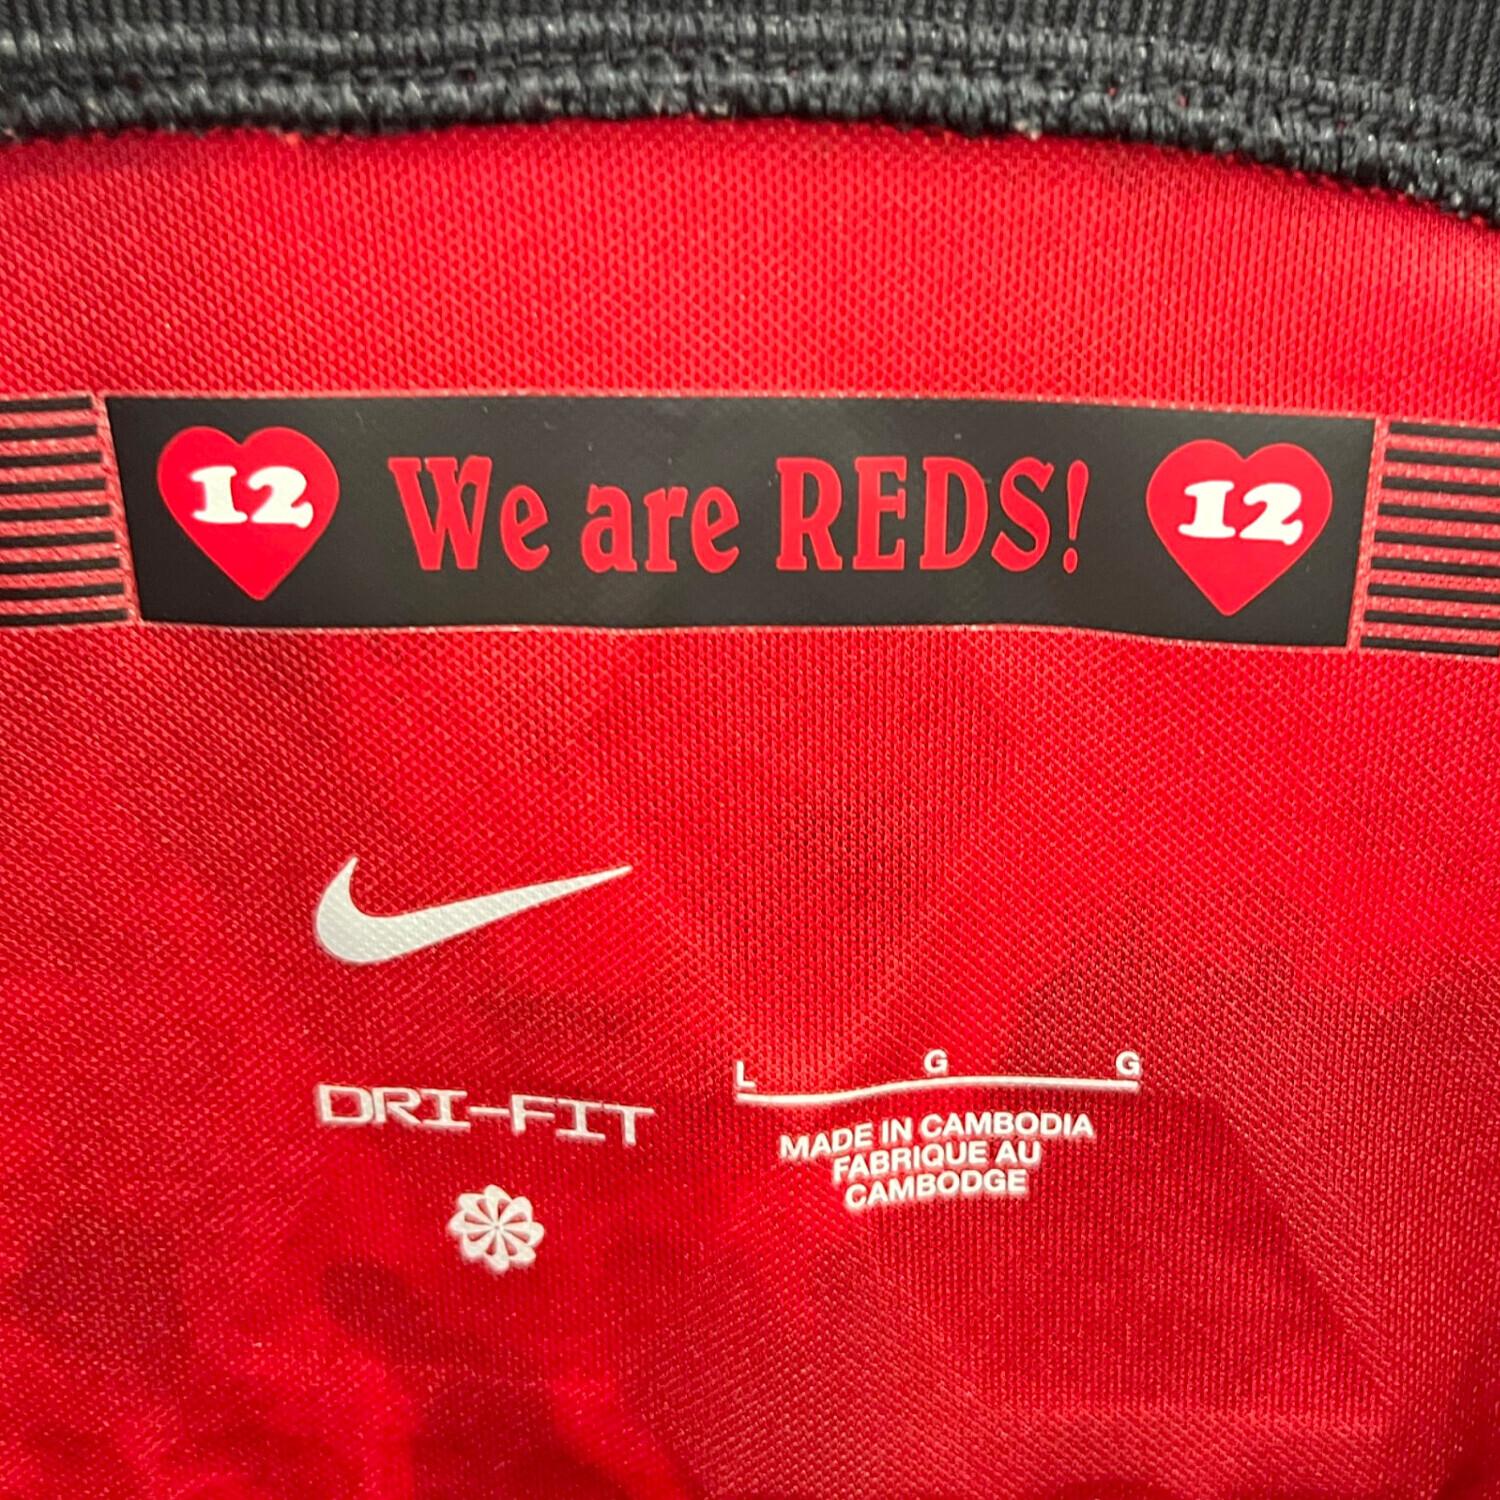 12 We are REDS! 12
DRI-FIT
L G G
MADE IN CAMBODIA
FABRIQUE AU
CAMBODGE